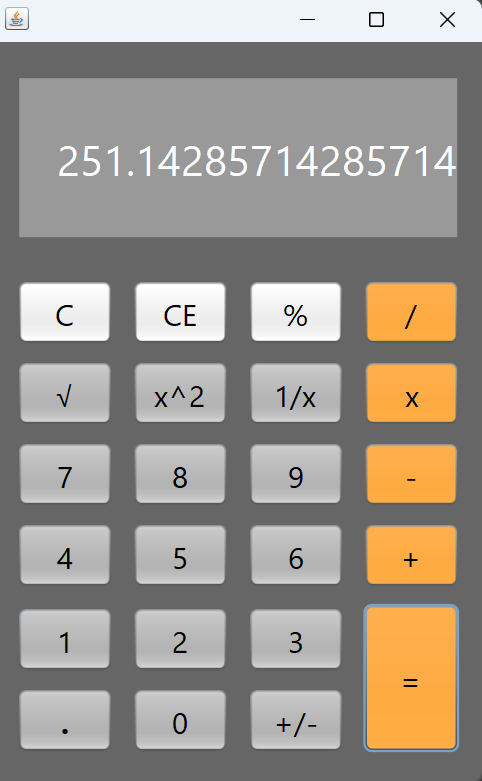 251.14285714285714
C CE % /
√ x^2 1/x x
7 8 9 -
4 5 6 +
1 2 3
=
. 0 +/-